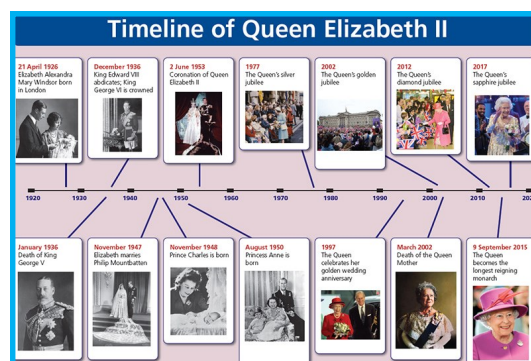 Timeline of Queen Elizabeth II
21 April 1926
Elizabeth Alexandra
Mary Windsor born
in London
December 1936
King Edward VIII
abdicates; King
George VI is crowned
2 June 1953
Coronation of Queen
Elizabeth II
1977
The Queen's silver
jubilee
2002
The Queen's golden
jubilee
2012
The Queen's
diamond jubilee
2017
The Queen's
sapphire jubilee
1920 1930 1940 1950 1960 1970 1980 1990 2000 2010
January 1936
Death of King
George V
November 1947
Elizabeth marries
Philip Mountbatten
November 1948
Prince Charles is born
August 1950
Princess Anne is
born
1997
The Queen
celebrates her
golden wedding
anniversary
March 2002
Death of the Queen
Mother
9 September 2015
The Queen
becomes the
longest reigning
monarch